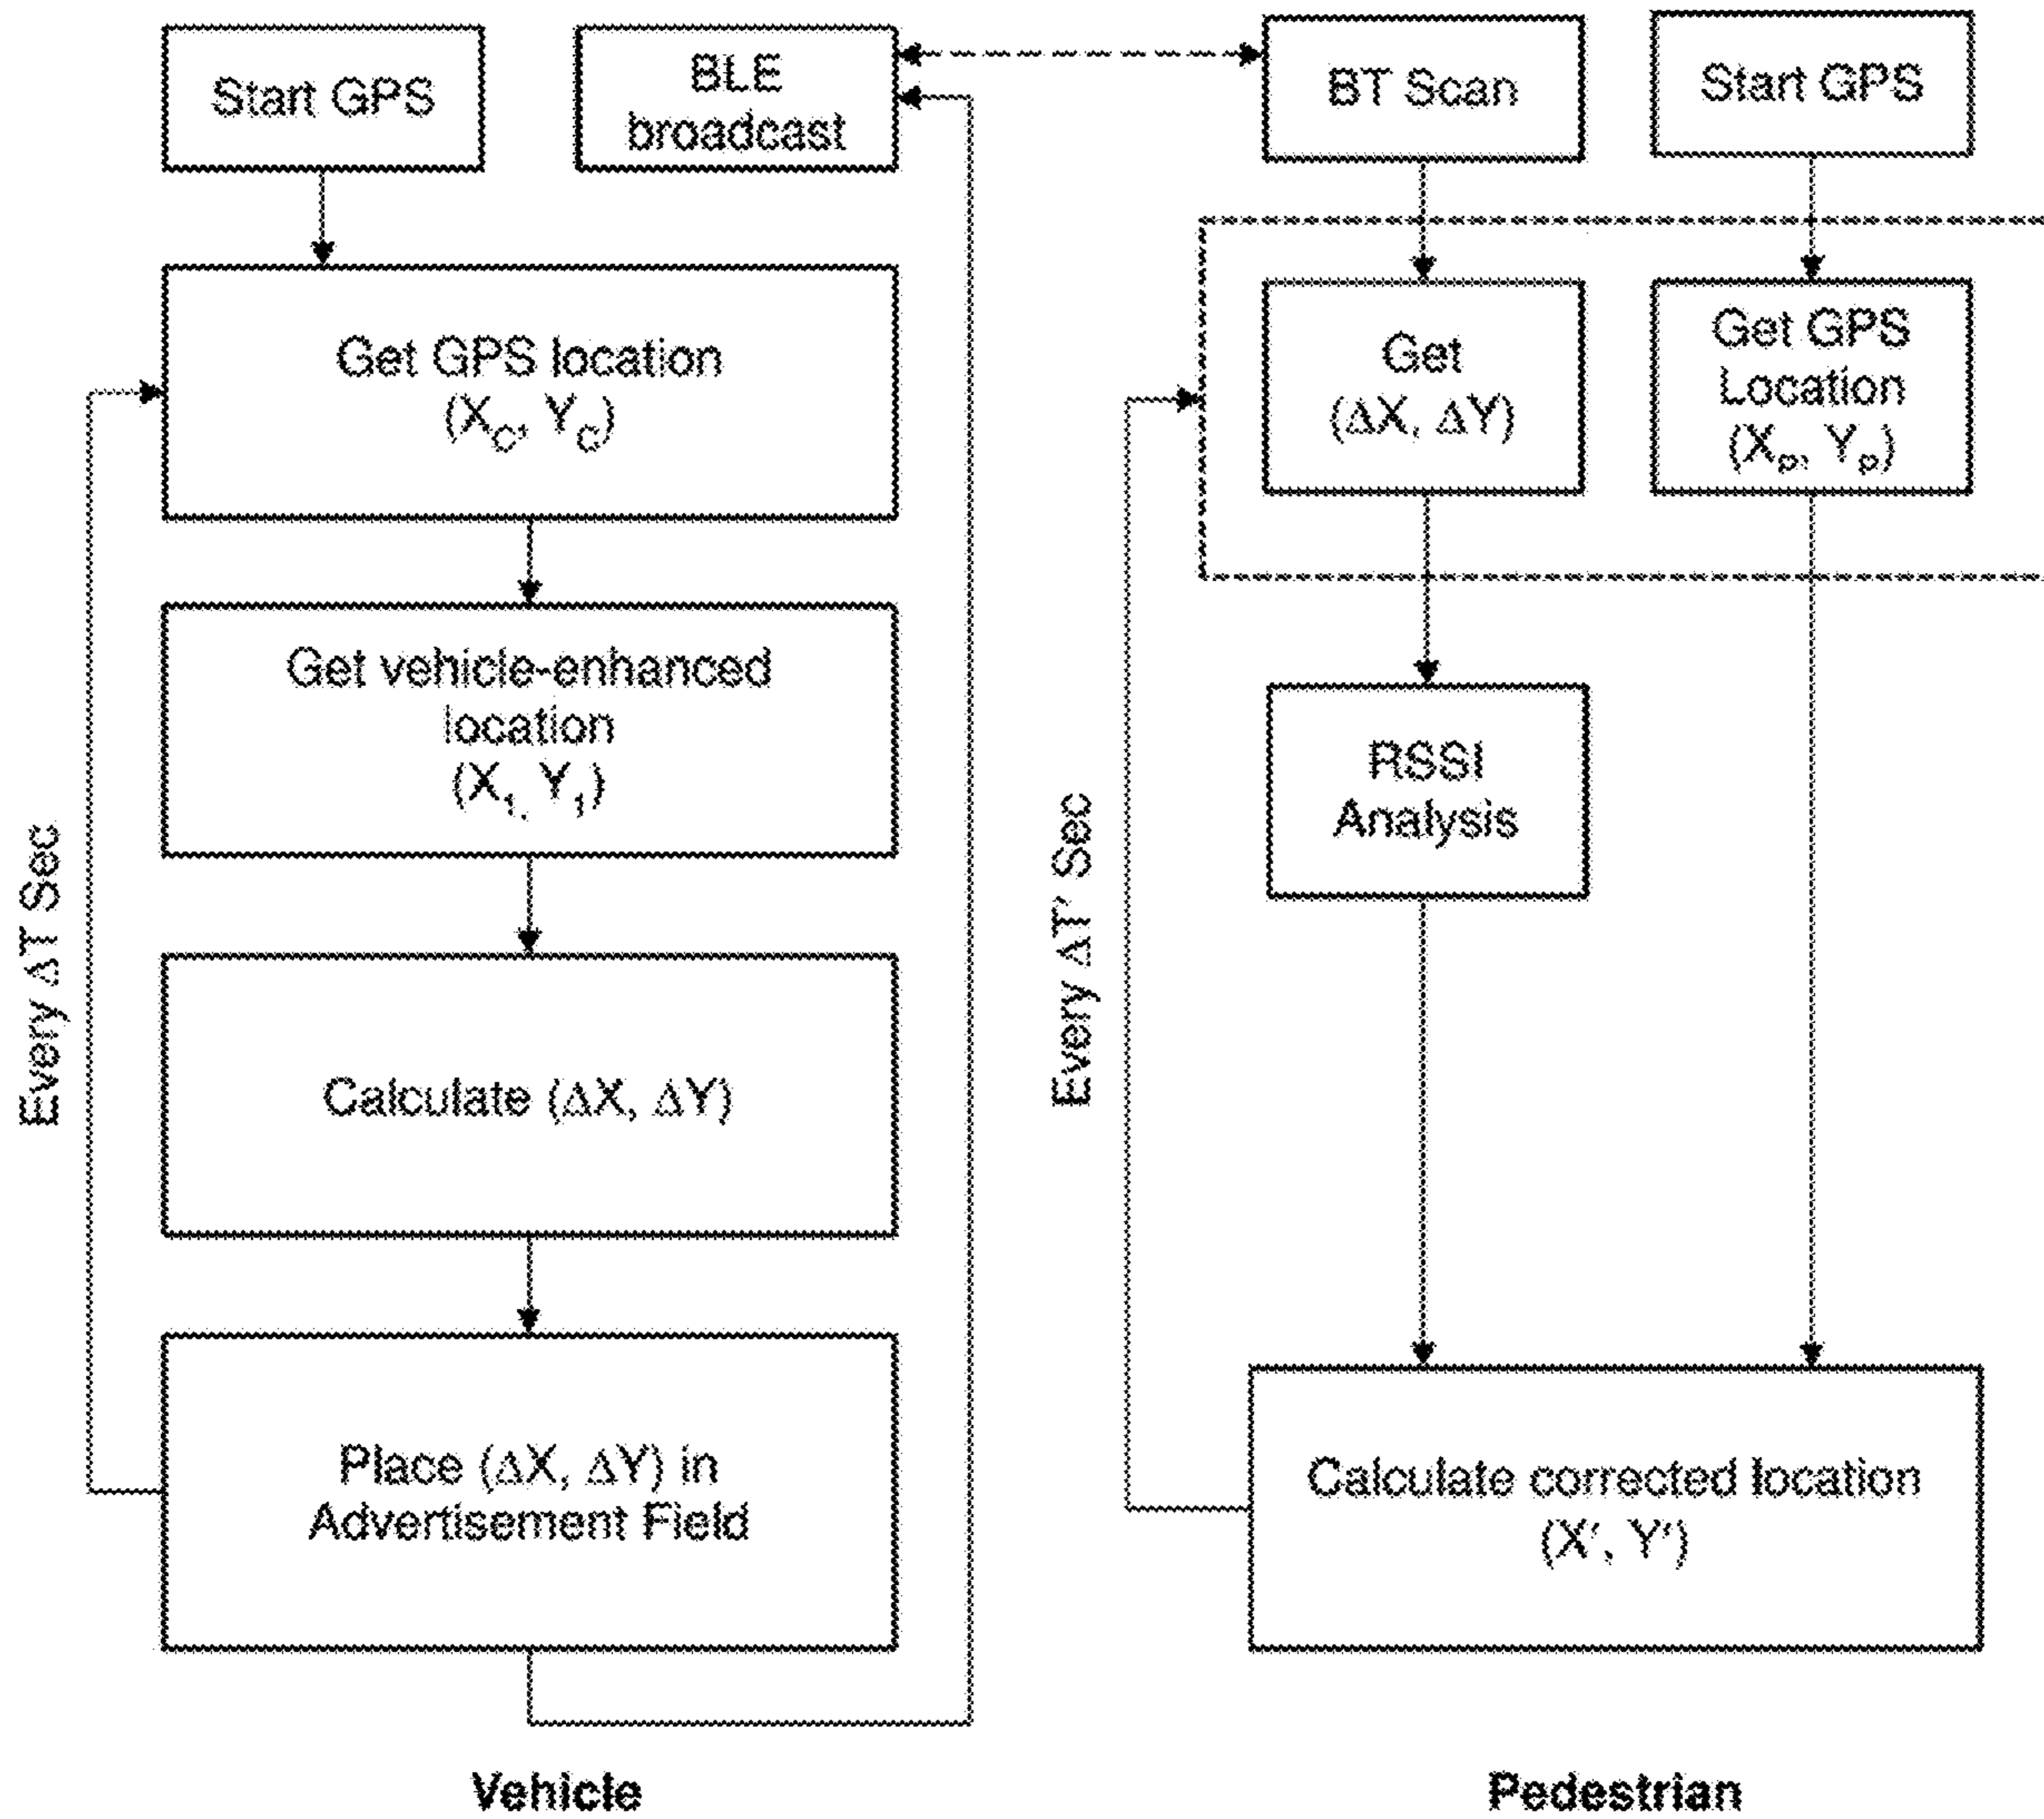 Start GPS
BLE
broadcast
Get GPS location
(X_C, Y_C)
Get vehicle-enhanced
location
(X_1, Y_1)
Calculate (ΔX, ΔY)
Place (ΔX, ΔY) in
Advertisement Field
Every ΔT Sec
Vehicle
BT Scan
Start GPS
Get
(ΔX, ΔY)
Get GPS
Location
(X_p, Y_p)
RSSI
Analysis
Calculate corrected location
(X', Y')
Every ΔT' Sec
Pedestrian